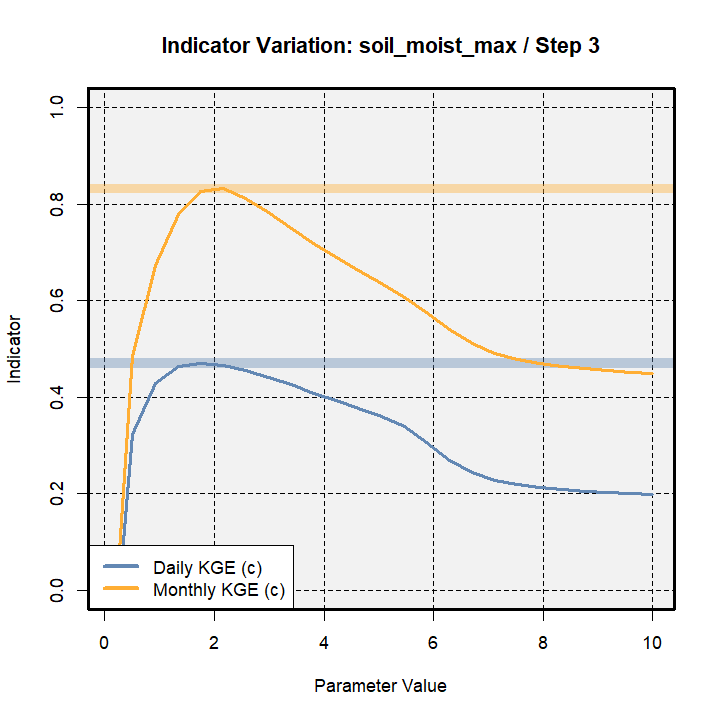 Indicator Variation: soil_moist_max / Step 3
Indicator
1.0
0.8
0.6
0.4
0.2
0.0
Daily KGE (c)
Monthly KGE (c)
0 2 4 6 8 10
Parameter Value